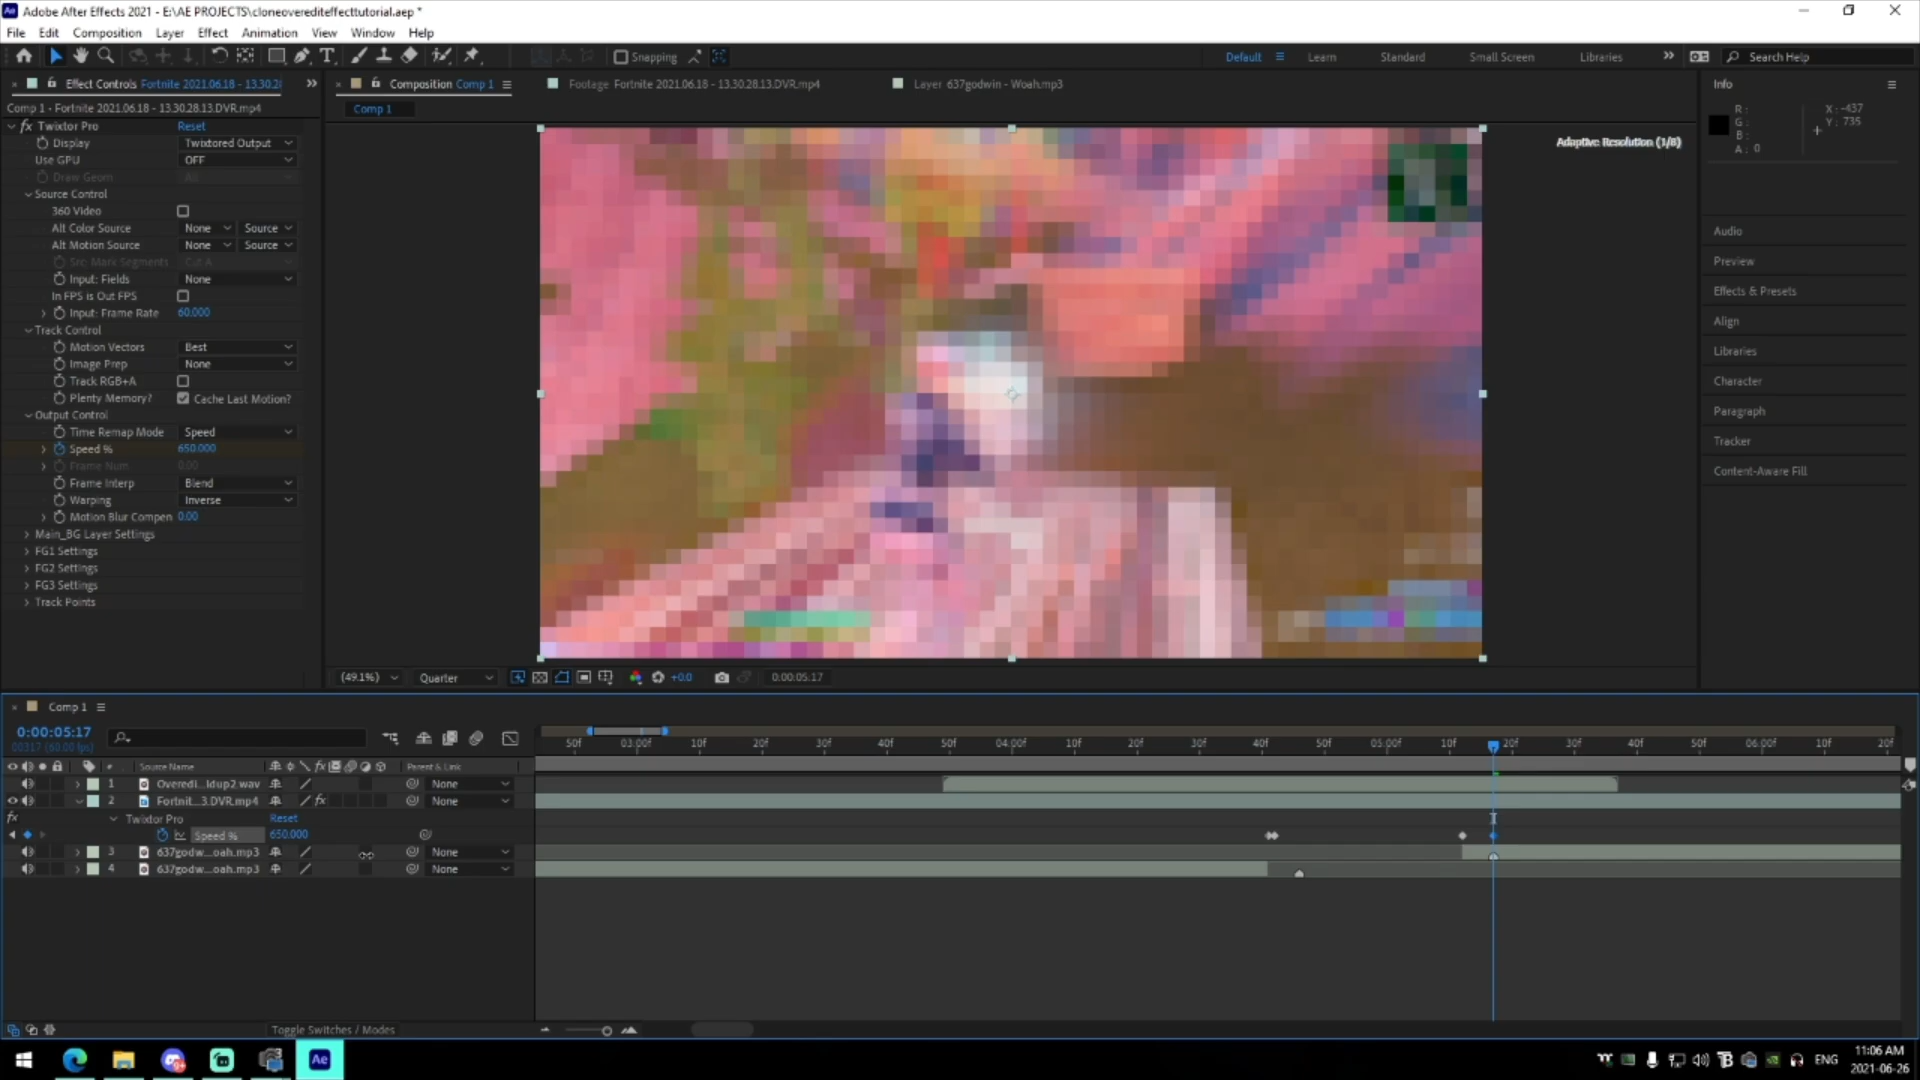 Adobe After Effects 2021 - E:\AE PROJECTS\cloneoverediteffecttutorial.aep *
File Edit Composition Layer Effect Animation View Window Help
Snapping
Default Learn Standard Small Screen Libraries Search Help
Effect Controls Fortnite 2021.06.18 - 13.30.2
Composition Comp 1
Footage Fortnite 2021.06.18 - 13.30.28.13.DVR.mp4
Layer 637godwin - Woah.mp3
Info
Comp 1 - Fortnite 2021.06.18 - 13.30.28.13.DVR.mp4
Comp 1
fx Twixtor Pro Reset
Display Twixtored Output
Use GPU OFF
Draw Geom All
Source Control
360 Video
Alt Color Source None Source
Alt Motion Source None Source
Src: Mark Segments Cut A
Input: Fields None
In FPS is Out FPS
Input: Frame Rate 60.000
Track Control
Motion Vectors Best
Image Prep None
Track RGB+A
Plenty Memory? Cache Last Motion?
Output Control
Time Remap Mode Speed
Speed % 650.000
Frame Num 0.00
Frame Interp Blend
Warping Inverse
Motion Blur Compen 0.00
Main_BG Layer Settings
FG1 Settings
FG2 Settings
FG3 Settings
Track Points
Adaptive Resolution (1/8)
R :
G :
B :
A : 0
X : -437
Y : 735
Audio
Preview
Effects & Presets
Align
Libraries
Character
Paragraph
Tracker
Content-Aware Fill
(49.1%) Quarter +0.0 0:00:05:17
Comp 1
0:00:05:17
00317 (60.00 fps)
50f 03:00f 10f 20f 30f 40f 50f 04:00f 10f 20f 30f 40f 50f 05:00f 10f 20f 30f 40f 50f 06:00f 10f 20f
# Source Name Parent & Link
1 Overedi...ldup2.wav None
2 Fortnit...3.DVR.mp4 fx None
fx Twixtor Pro Reset
Speed % 650.000
3 637godw...oah.mp3 None
4 637godw...oah.mp3 None
Toggle Switches / Modes
Ae
ENG
11:06 AM
2021-06-26